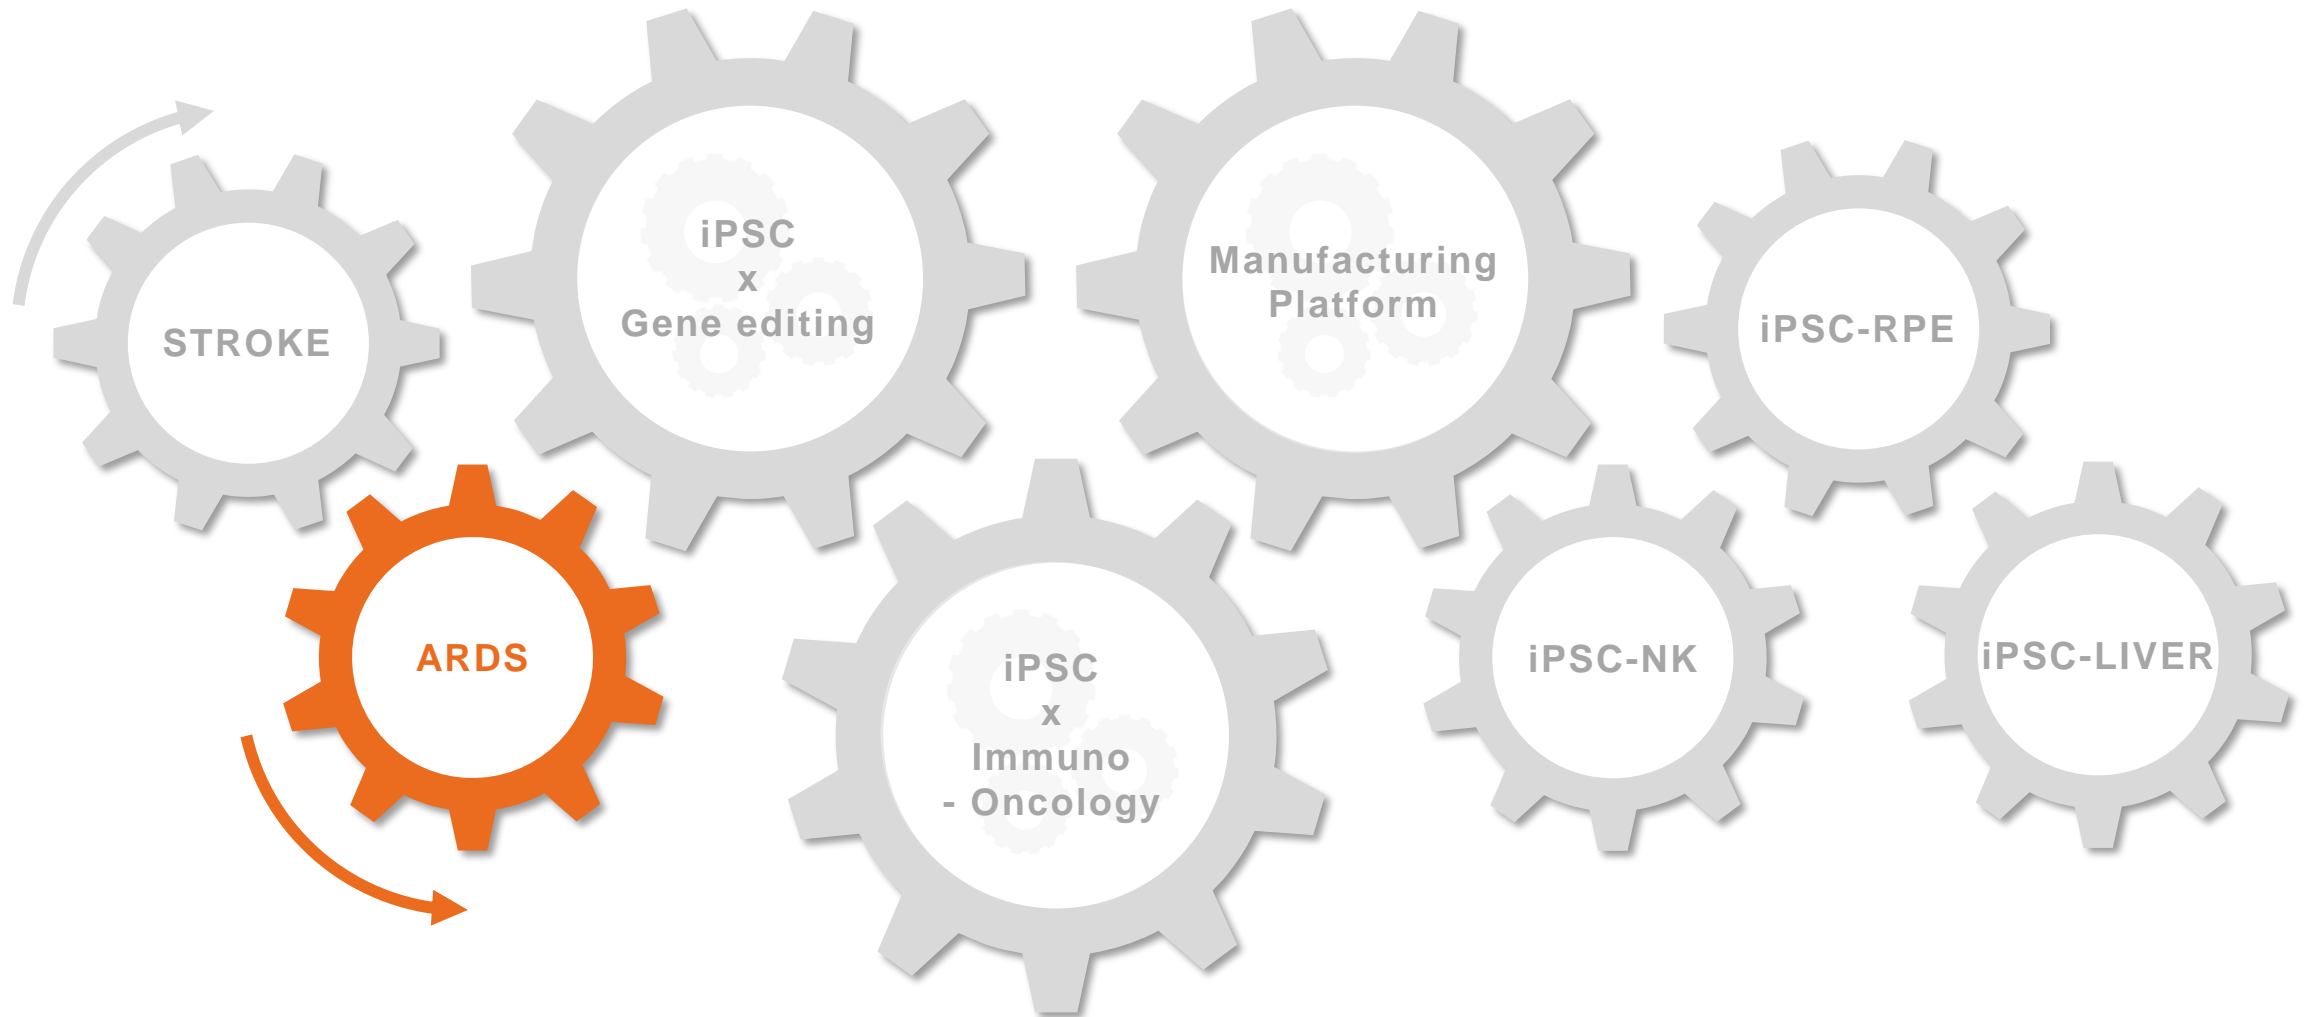 STROKE
iPSC
x
Gene editing
Manufacturing
Platform
iPSC-RPE
ARDS
iPSC
x
Immuno
- Oncology
iPSC-NK
iPSC-LIVER